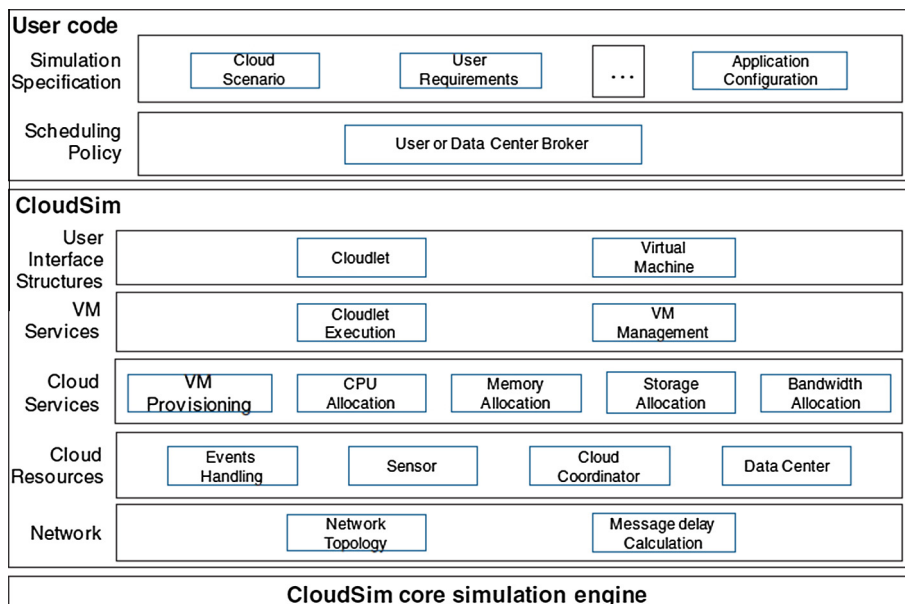 User code
Simulation
Specification
Cloud
Scenario
User
Requirements
...
Application
Configuration
Scheduling
Policy
User or Data Center Broker
CloudSim
User
Interface
Structures
Cloudlet
Virtual
Machine
VM
Services
Cloudlet
Execution
VM
Management
Cloud
Services
VM
Provisioning
CPU
Allocation
Memory
Allocation
Storage
Allocation
Bandwidth
Allocation
Cloud
Resources
Events
Handling
Sensor
Cloud
Coordinator
Data Center
Network
Network
Topology
Message delay
Calculation
CloudSim core simulation engine